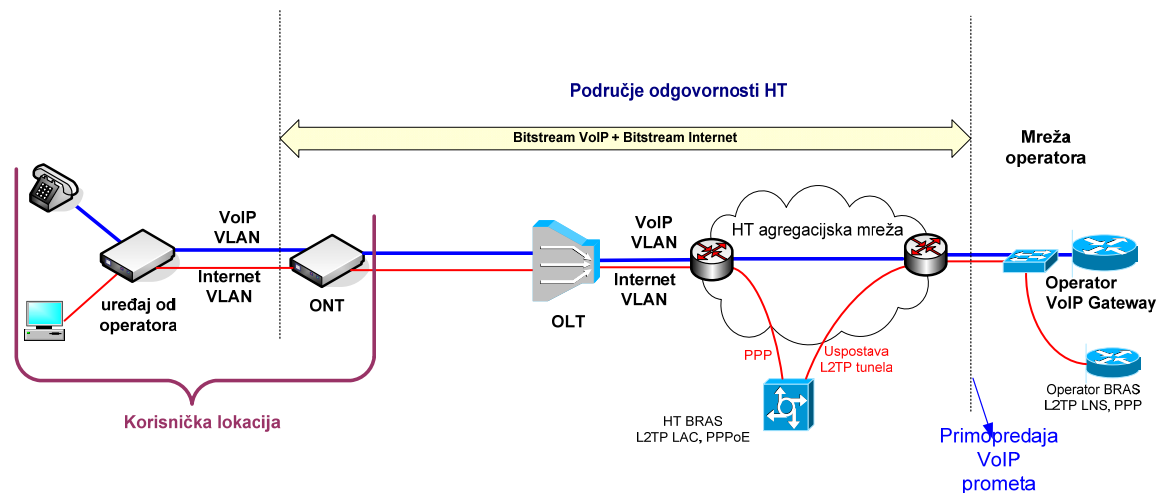 Područje odgovornosti HT
Bitstream VoIP + Bitstream Internet
Mreža
operatora
VoIP
VLAN
Internet
VLAN
uređaj od
operatora
ONT
OLT
VoIP
VLAN
Internet
VLAN
HT agregacijska mreža
Operator
VoIP Gateway
PPP
Uspostava
L2TP tunela
HT BRAS
L2TP LAC, PPPoE
Operator BRAS
L2TP LNS, PPP
Korisnička lokacija
Primopredaja
VoIP
prometa